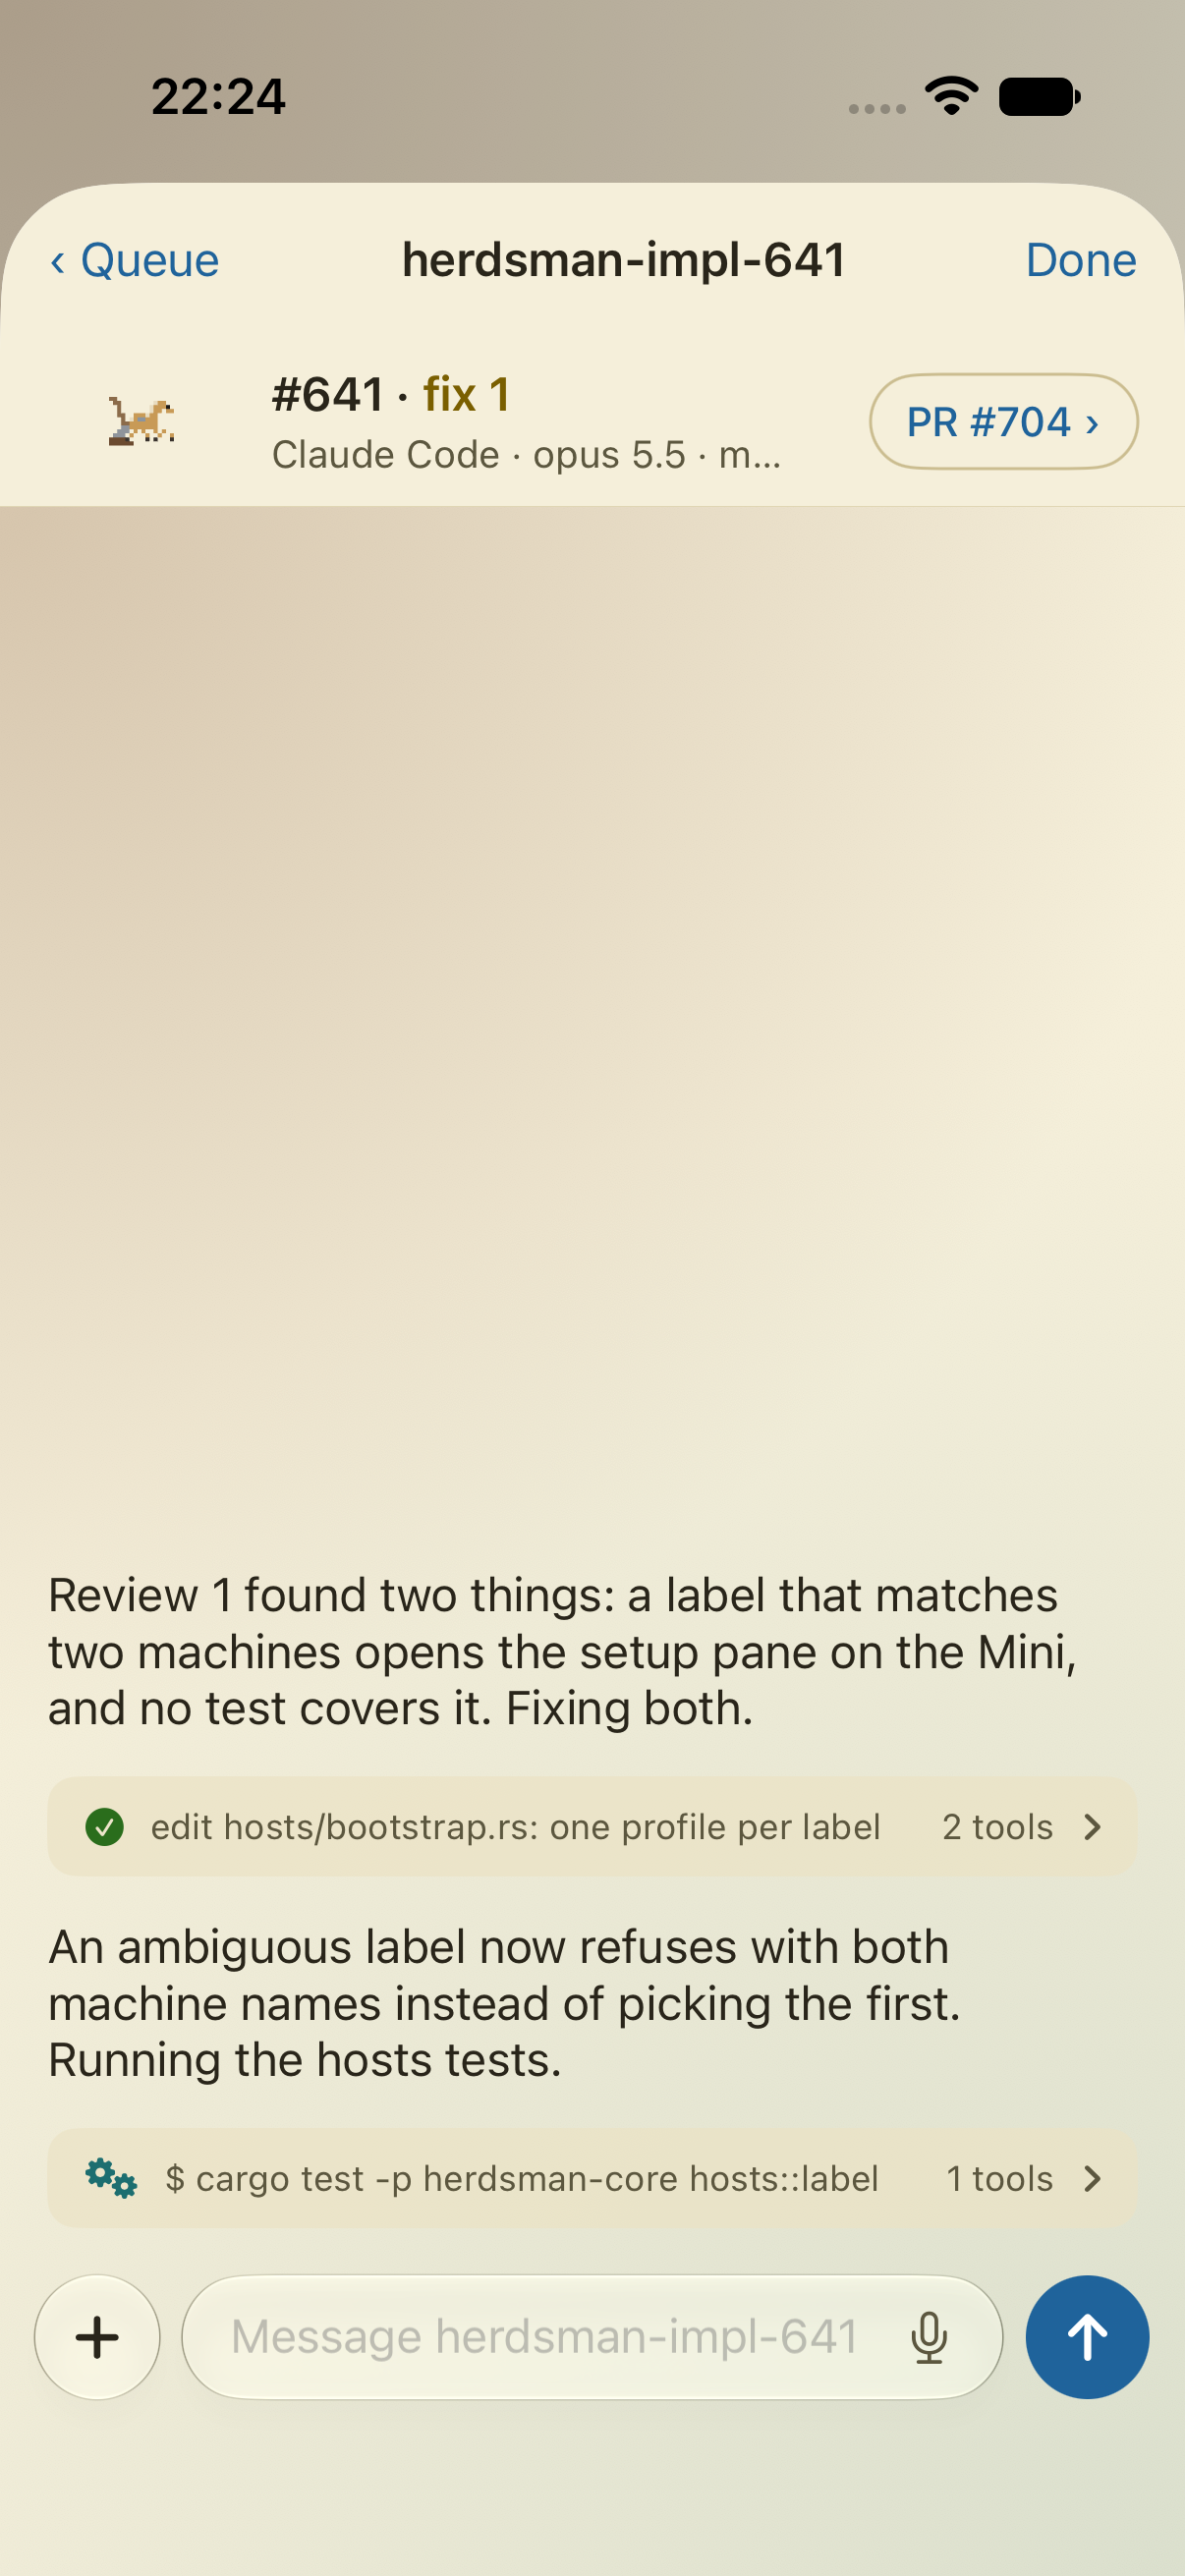 22:24
‹ Queue
herdsman-impl-641
Done
#641 · fix 1
Claude Code · opus 5.5 · m...
PR #704 ›
Review 1 found two things: a label that matches
two machines opens the setup pane on the Mini,
and no test covers it. Fixing both.
edit hosts/bootstrap.rs: one profile per label 2 tools
An ambiguous label now refuses with both
machine names instead of picking the first.
Running the hosts tests.
$ cargo test -p herdsman-core hosts::label 1 tools
Message herdsman-impl-641